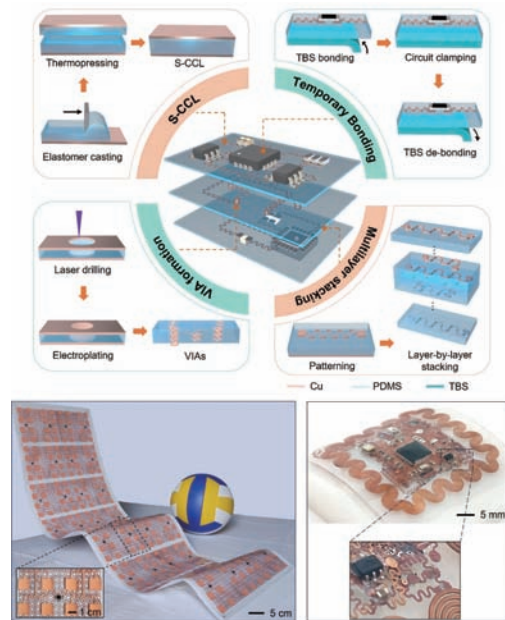 Thermopressing
S-CCL
Elastomer casting
S-CCL
TBS bonding
Circuit clamping
TBS de-bonding
Temporary Bonding
Laser drilling
Electroplating
VIAs
VIA formation
Multilayer stacking
Patterning
Layer-by-layer
stacking
Cu
PDMS
TBS
1 cm
5 cm
5 mm